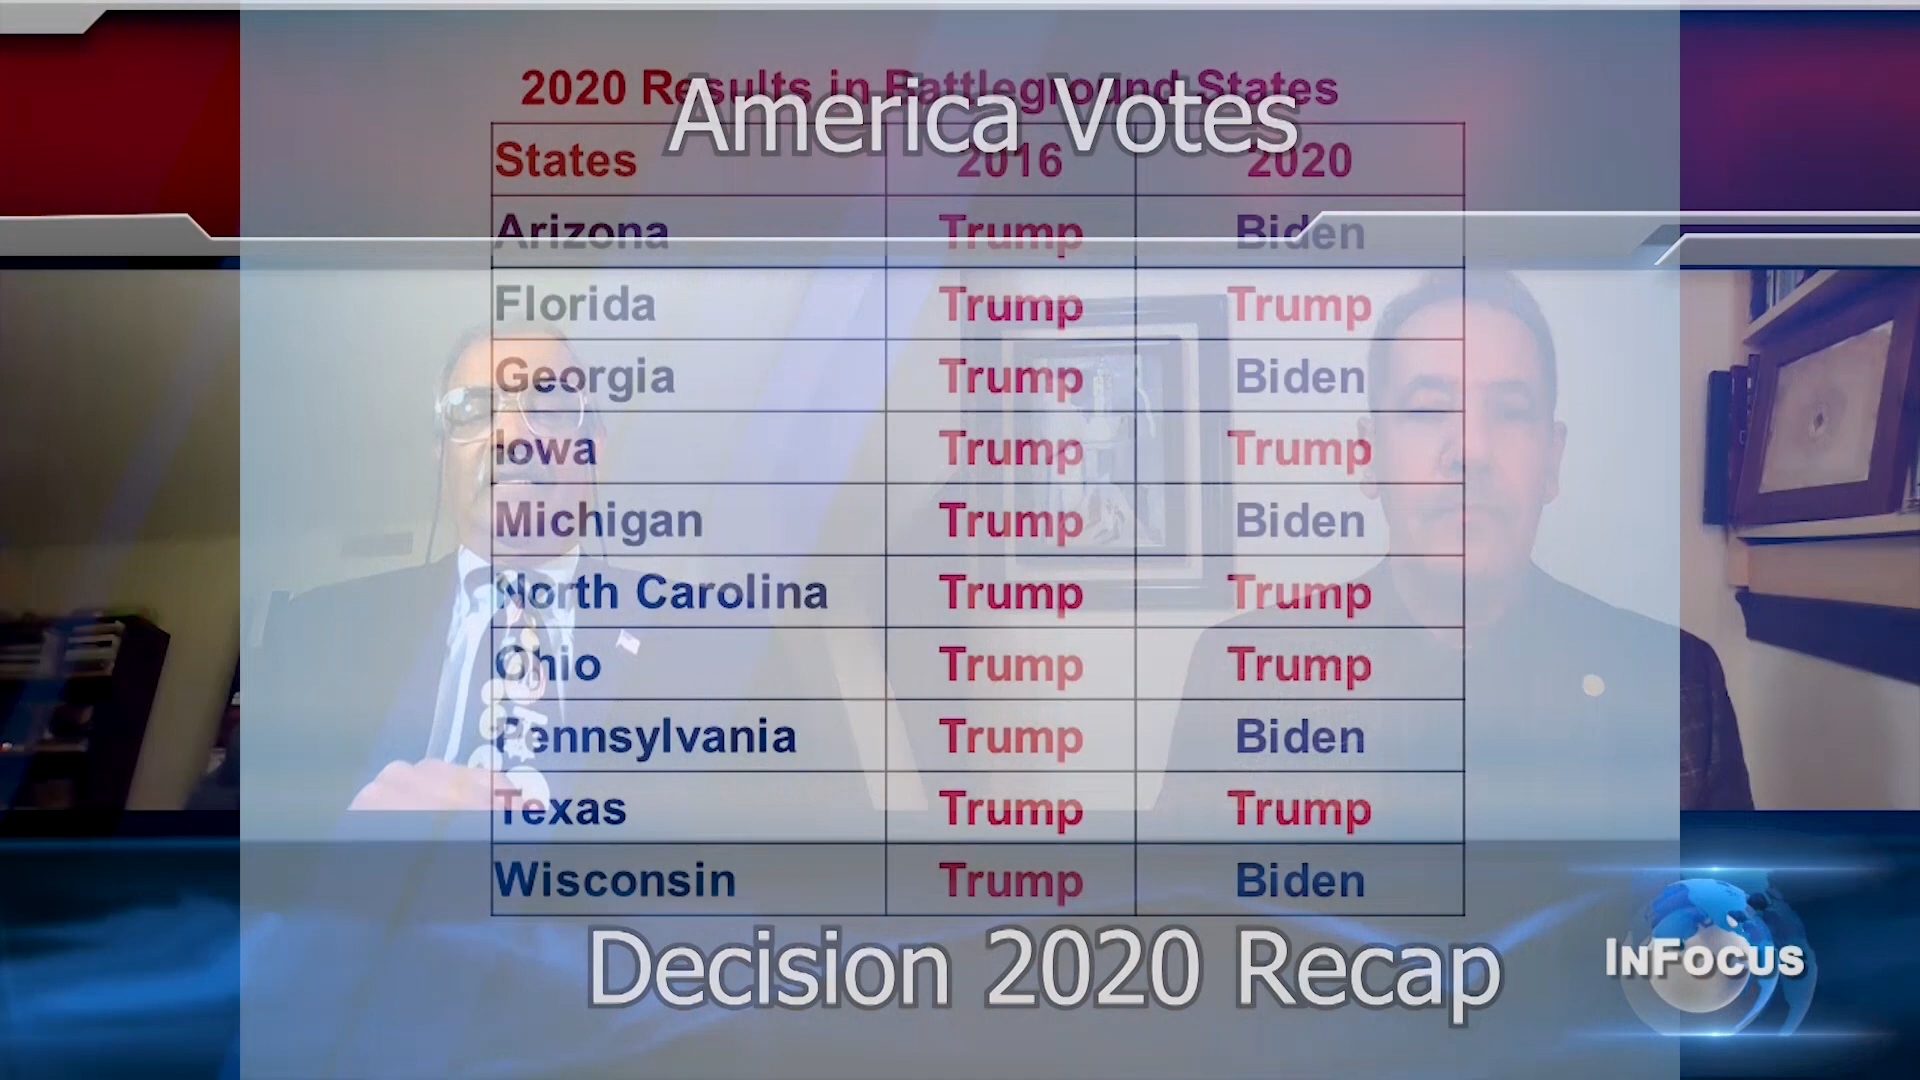 2020 Results in Battleground States
America Votes
States 2016 2020
Arizona Trump Biden
Florida Trump Trump
Georgia Trump Biden
Iowa Trump Trump
Michigan Trump Biden
North Carolina Trump Trump
Ohio Trump Trump
Pennsylvania Trump Biden
Texas Trump Trump
Wisconsin Trump Biden
Decision 2020 Recap
INFOCUS